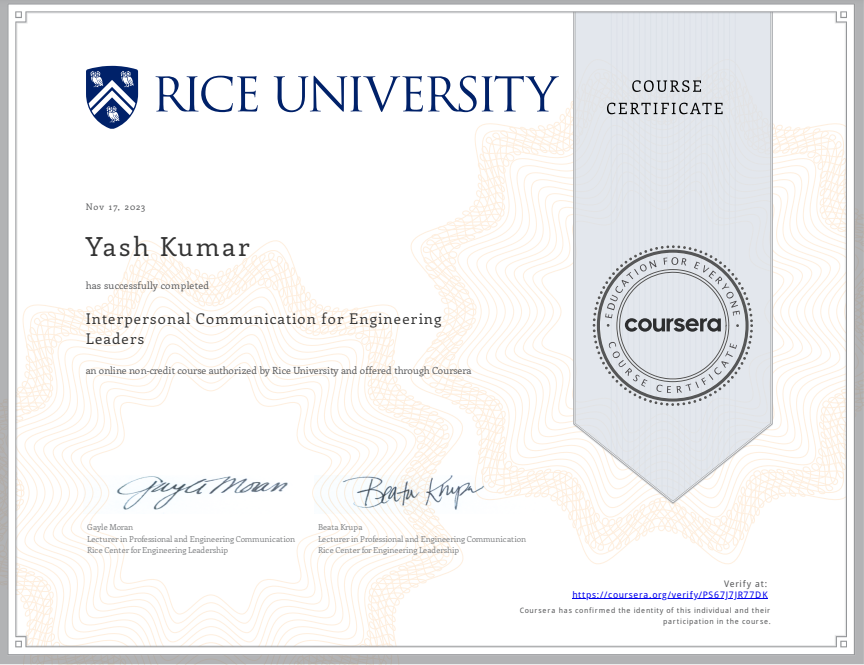 RICE UNIVERSITY
COURSE
CERTIFICATE
Nov 17, 2023
Yash Kumar
has successfully completed
Interpersonal Communication for Engineering
Leaders
an online non-credit course authorized by Rice University and offered through Coursera
EDUCATION FOR EVERYONE
coursera
COURSE CERTIFICATE
Gayle Moran
Beata Krupa
Gayle Moran
Lecturer in Professional and Engineering Communication
Rice Center for Engineering Leadership
Beata Krupa
Lecturer in Professional and Engineering Communication
Rice Center for Engineering Leadership
Verify at:
https://coursera.org/verify/PS67J7JR77DK
Coursera has confirmed the identity of this individual and their
participation in the course.